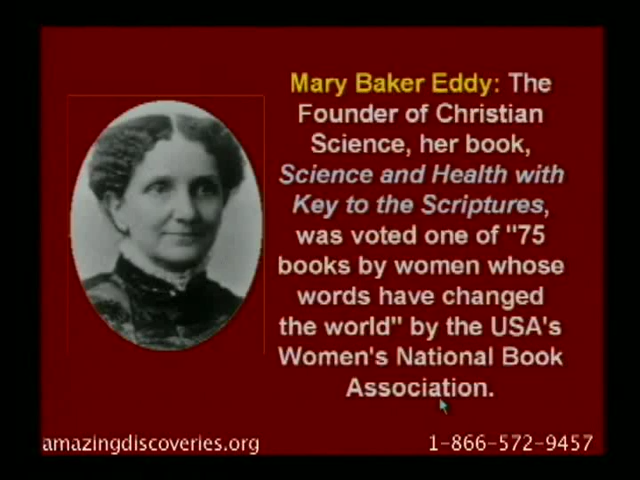 Mary Baker Eddy: The
Founder of Christian
Science, her book,
Science and Health with
Key to the Scriptures,
was voted one of "75
books by women whose
words have changed
the world" by the USA's
Women's National Book
Association.
amazingdiscoveries.org
1-866-572-9457